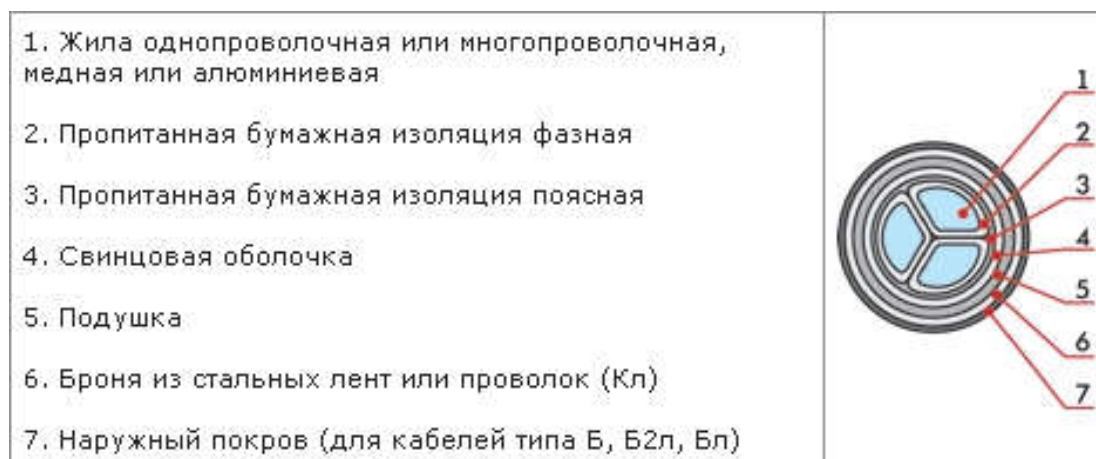 1. Жила однопроволочная или многопроволочная,
медная или алюминиевая
2. Пропитанная бумажная изоляция фазная
3. Пропитанная бумажная изоляция поясная
4. Свинцовая оболочка
5. Подушка
6. Броня из стальных лент или проволок (Кл)
7. Наружный покров (для кабелей типа Б, Б2л, Бл)
1
2
3
4
5
6
7